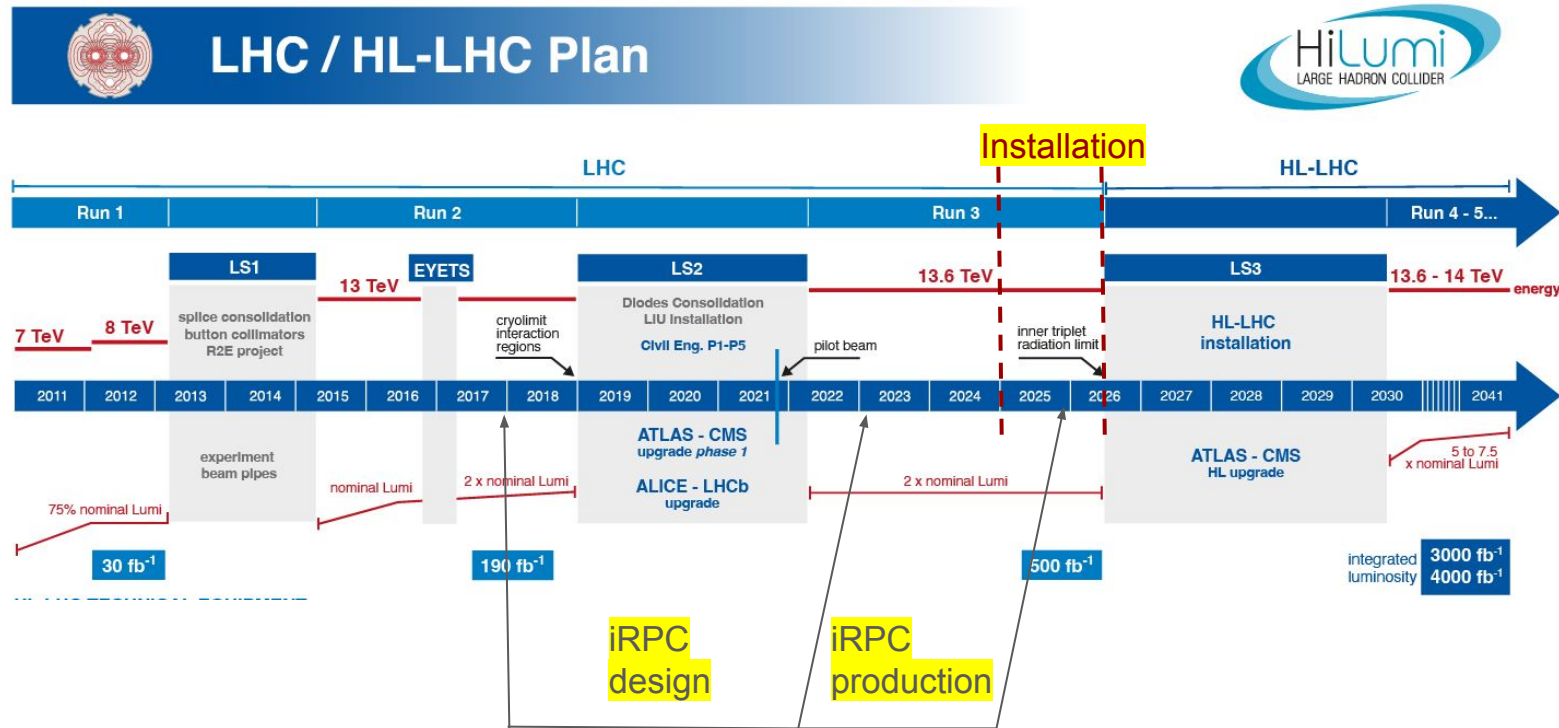 LHC / HL-LHC Plan
HiLumi
LARGE HADRON COLLIDER
Installation
LHC
HL-LHC
Run 1
Run 2
Run 3
Run 4 - 5...
LS1
EYETS
LS2
LS3
13 TeV
13.6 TeV
13.6 - 14 TeV
energy
7 TeV
8 TeV
splice consolidation
button collimators
R2E project
cryolimit
interaction
regions
Diodes Consolidation
LIU Installation
Civil Eng. P1-P5
pilot beam
inner triplet
radiation limit
HL-LHC
installation
2011 2012 2013 2014 2015 2016 2017 2018 2019 2020 2021 2022 2023 2024 2025 2026 2027 2028 2029 2030 2041
experiment
beam pipes
ATLAS - CMS
upgrade phase 1
ALICE - LHCb
upgrade
ATLAS - CMS
HL upgrade
5 to 7.5
x nominal Lumi
75% nominal Lumi
nominal Lumi
2 x nominal Lumi
2 x nominal Lumi
30 fb⁻¹
190 fb⁻¹
500 fb⁻¹
integrated
luminosity
3000 fb⁻¹
4000 fb⁻¹
iRPC
design
iRPC
production